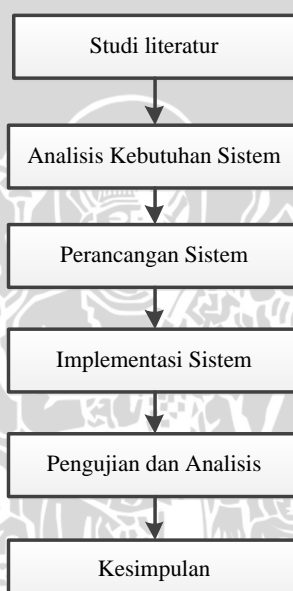 Studi literatur
Analisis Kebutuhan Sistem
Perancangan Sistem
Implementasi Sistem
Pengujian dan Analisis
Kesimpulan